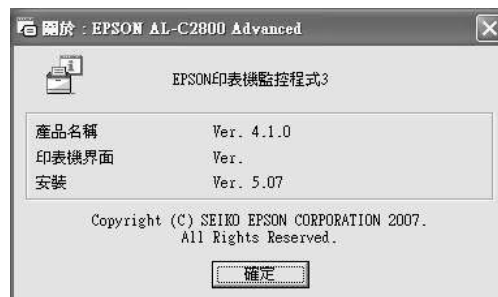 關於 : EPSON AL-C2800 Advanced
EPSON印表機監控程式3
產品名稱 Ver. 4.1.0
印表機界面 Ver.
安裝 Ver. 5.07
Copyright (C) SEIKO EPSON CORPORATION 2007.
All Rights Reserved.
確定